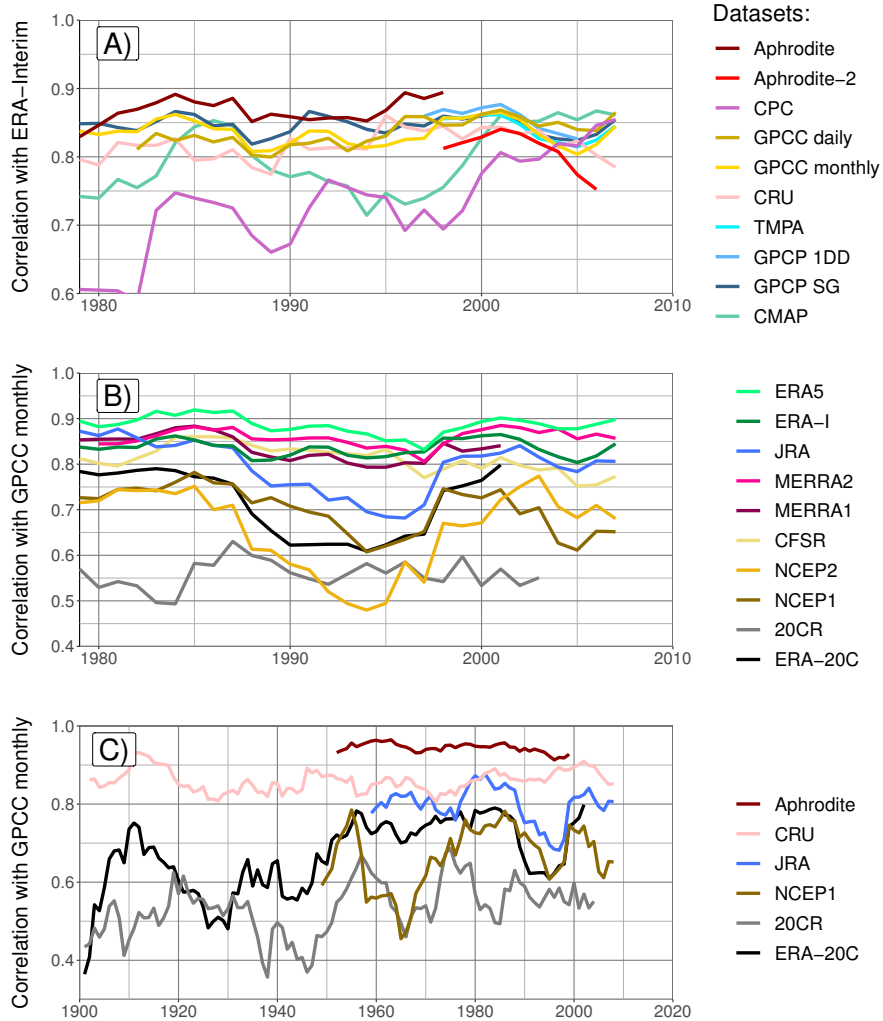 Datasets:
A)
Correlation with ERA−Interim
1.0
0.9
0.8
0.7
0.6
1980
1990
2000
2010
Aphrodite
Aphrodite−2
CPC
GPCC daily
GPCC monthly
CRU
TMPA
GPCP 1DD
GPCP SG
CMAP
B)
Correlation with GPCC monthly
1.0
0.9
0.8
0.7
0.6
0.5
0.4
1980
1990
2000
2010
ERA5
ERA−I
JRA
MERRA2
MERRA1
CFSR
NCEP2
NCEP1
20CR
ERA−20C
C)
Correlation with GPCC monthly
1.0
0.8
0.6
0.4
1900
1920
1940
1960
1980
2000
2020
Aphrodite
CRU
JRA
NCEP1
20CR
ERA−20C